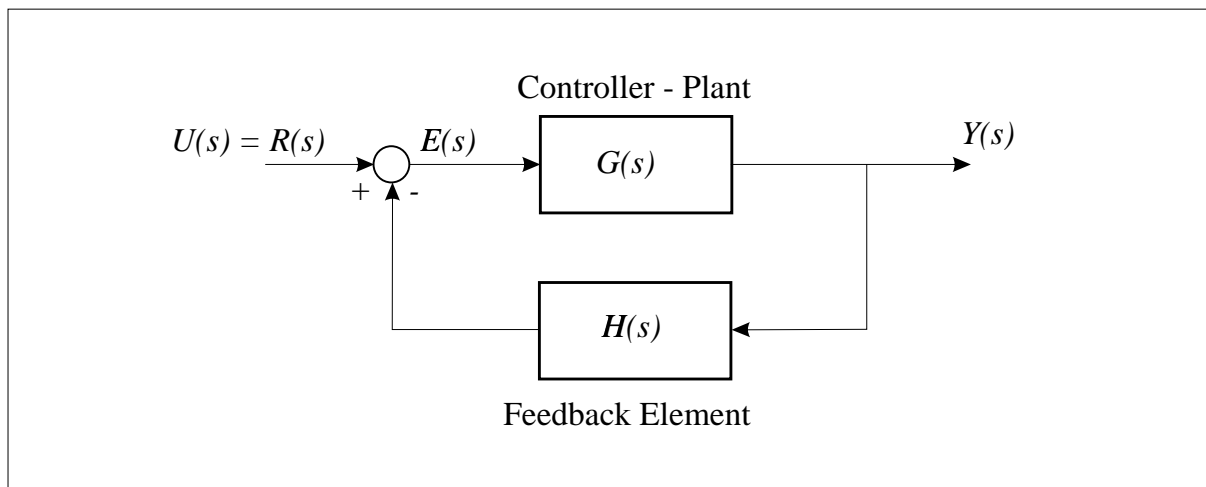 Controller - Plant
U(s) = R(s)
E(s)
G(s)
Y(s)
+
-
H(s)
Feedback Element